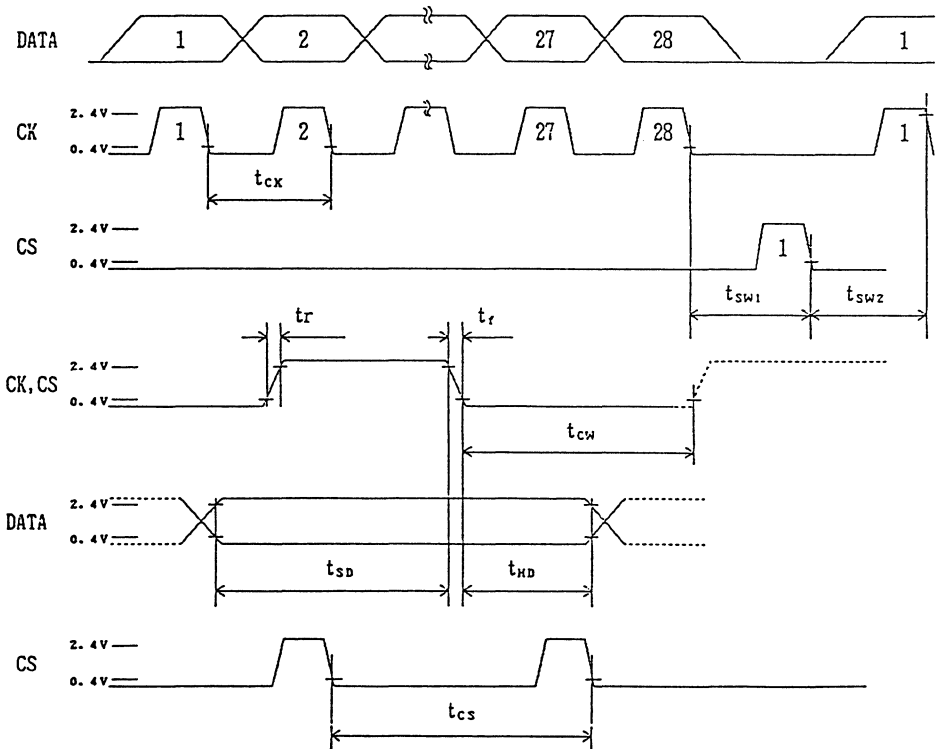 DATA 1 2 27 28 1
2.4V
CK 1 2 27 28 1
0.4V
tCK
2.4V
CS
0.4V 1
tSW1 tSW2
tr tf
2.4V
CK,CS
0.4V
tCW
2.4V
DATA
0.4V
tSD tHD
2.4V
CS
0.4V
tCS